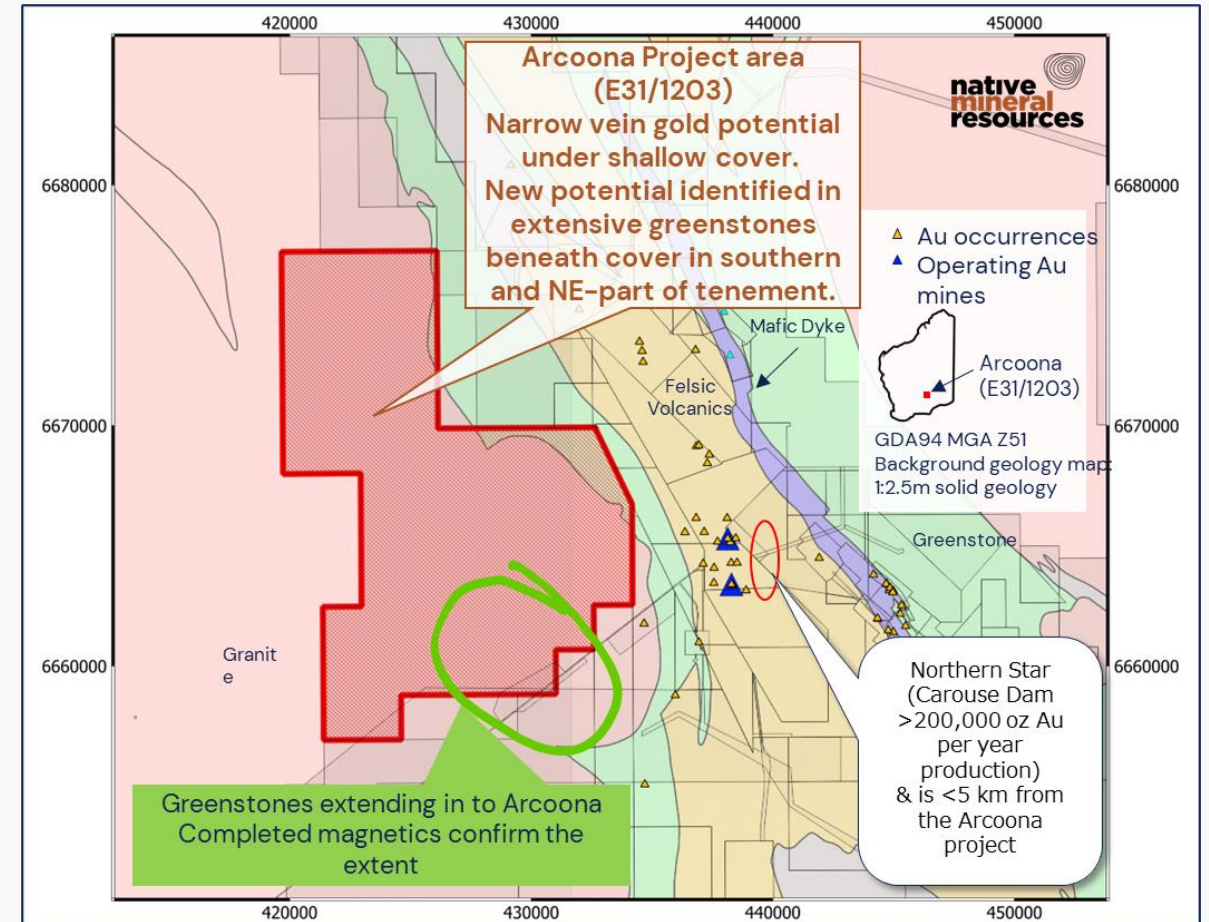 420000
430000
440000
450000
Arcoona Project area
(E31/1203)
Narrow vein gold potential
under shallow cover.
New potential identified in
extensive greenstones
beneath cover in southern
and NE-part of tenement.
native
mineral
resources
6680000
6680000
Au occurrences
Operating Au
mines
Mafic Dyke
Arcoona
(E31/1203)
Felsic
Volcanics
6670000
6670000
GDA94 MGA Z51
Background geology map:
1:2.5m solid geology
Greenstone
Granit
e
6660000
6660000
Northern Star
(Carouse Dam
>200,000 oz Au
per year
production)
& is <5 km from
the Arcoona
project
Greenstones extending in to Arcoona
Completed magnetics confirm the
extent
420000
430000
440000
450000